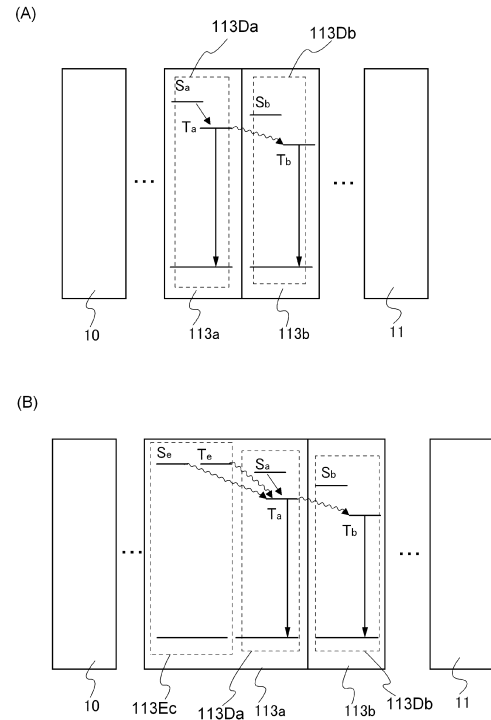 (A)
113Da 113Db
Sa Sb
Ta
Tb
... ...
10 113a 113b 11
(B)
Se Te Sa Sb
Ta Tb
... ...
10 113Ec 113Da 113a 113b 113Db 11